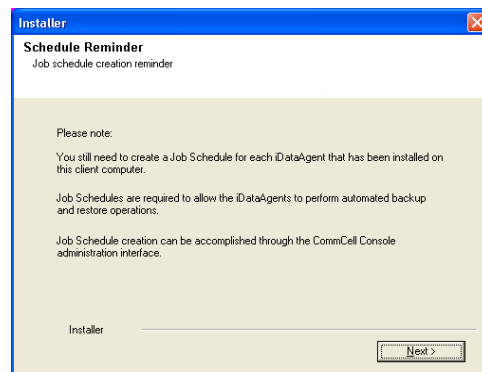 Installer
Schedule Reminder
Job schedule creation reminder
Please note:
You still need to create a Job Schedule for each iDataAgent that has been installed on
this client computer.
Job Schedules are required to allow the iDataAgents to perform automated backup
and restore operations.
Job Schedule creation can be accomplished through the CommCell Console
administration interface.
Installer
Next >